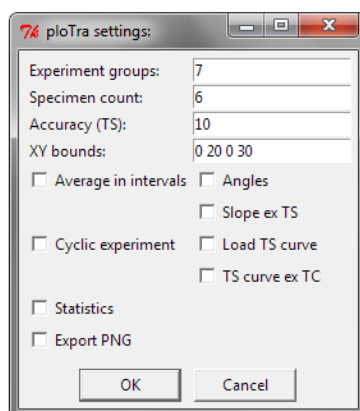 ploTra settings:
Experiment groups: 7
Specimen count: 6
Accuracy (TS): 10
XY bounds: 0 20 0 30
Average in intervals Angles
Slope ex TS
Cyclic experiment Load TS curve
TS curve ex TC
Statistics
Export PNG
OK Cancel